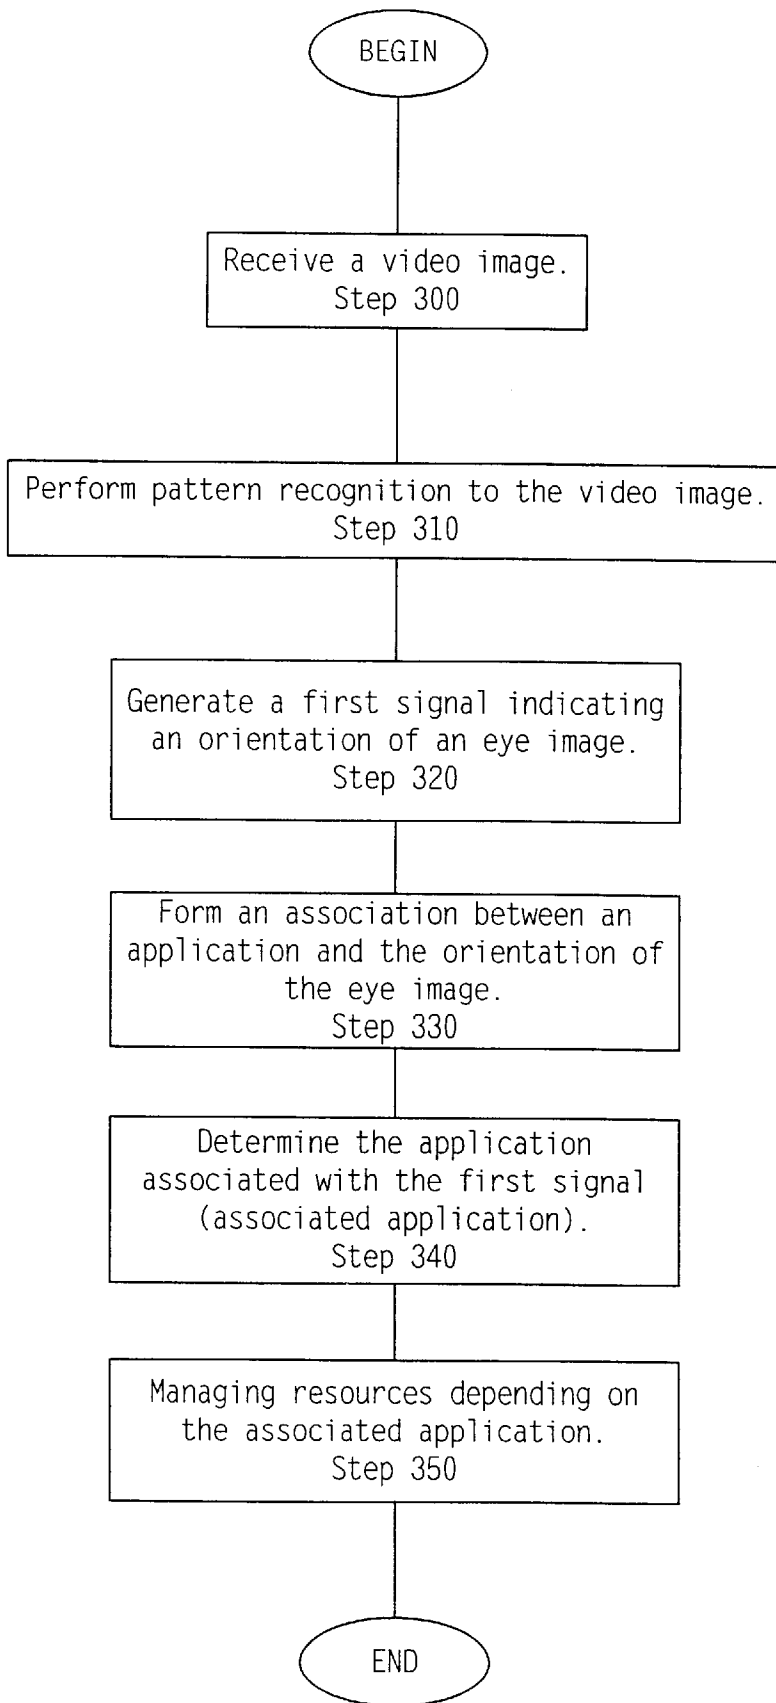 BEGIN
Receive a video image.
Step 300
Perform pattern recognition to the video image.
Step 310
Generate a first signal indicating
an orientation of an eye image.
Step 320
Form an association between an
application and the orientation of
the eye image.
Step 330
Determine the application
associated with the first signal
(associated application).
Step 340
Managing resources depending on
the associated application.
Step 350
END